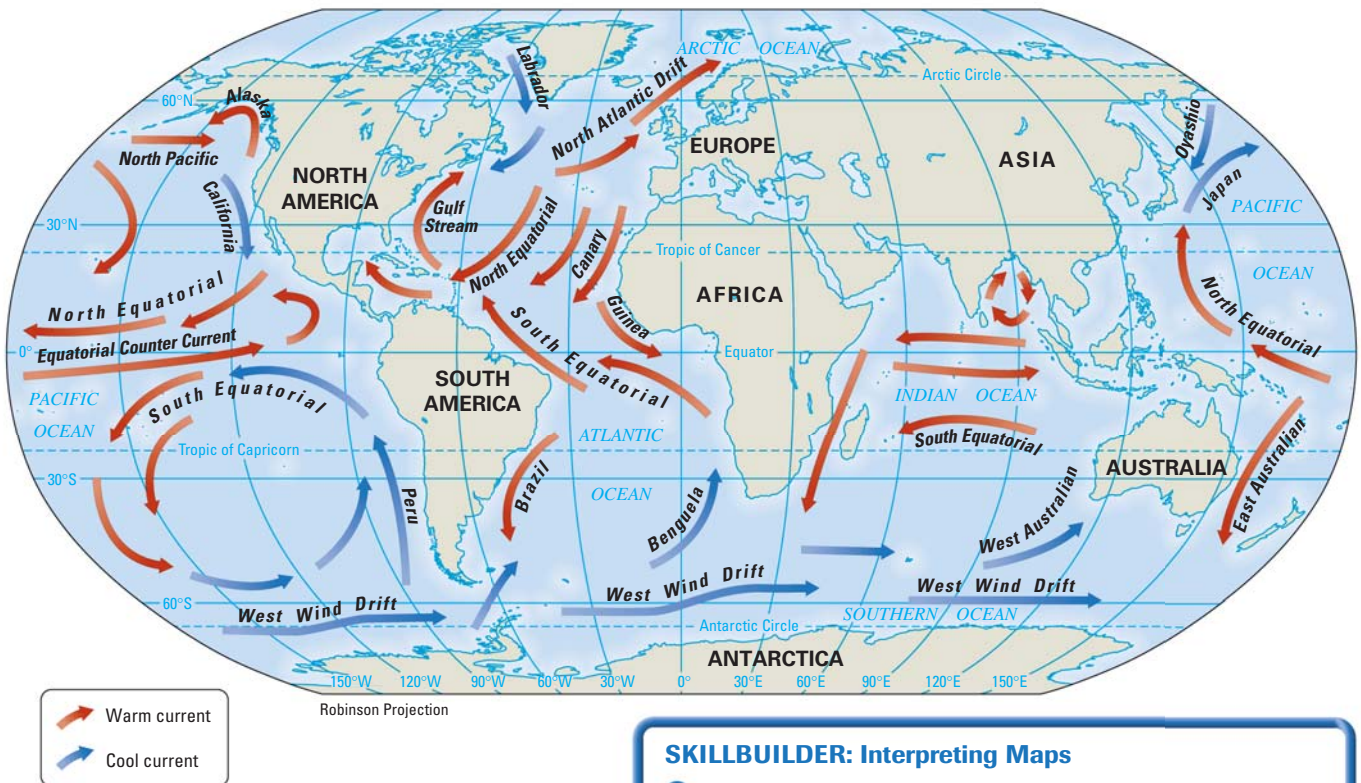 ARCTIC OCEAN
Labrador
North Atlantic Drift
Arctic Circle
60°N
Alaska
Oyashio
North Pacific
EUROPE
ASIA
NORTH
AMERICA
California
Japan
PACIFIC
OCEAN
30°N
Gulf
Stream
North Equatorial
Canary
Tropic of Cancer
AFRICA
Guinea
North Equatorial
North Equatorial
Equatorial Counter Current
0°
Equator
South Equatorial
SOUTH
AMERICA
PACIFIC
OCEAN
South Equatorial
INDIAN OCEAN
ATLANTIC
OCEAN
South Equatorial
Tropic of Capricorn
AUSTRALIA
East Australian
30°S
Peru
Brazil
Benguela
West Australian
West Wind Drift
West Wind Drift
West Wind Drift
60°S
SOUTHERN OCEAN
Antarctic Circle
ANTARCTICA
150°W 120°W 90°W 60°W 30°W 0° 30°E 60°E 90°E 120°E 150°E
Robinson Projection
Warm current
Cool current
SKILLBUILDER: Interpreting Maps